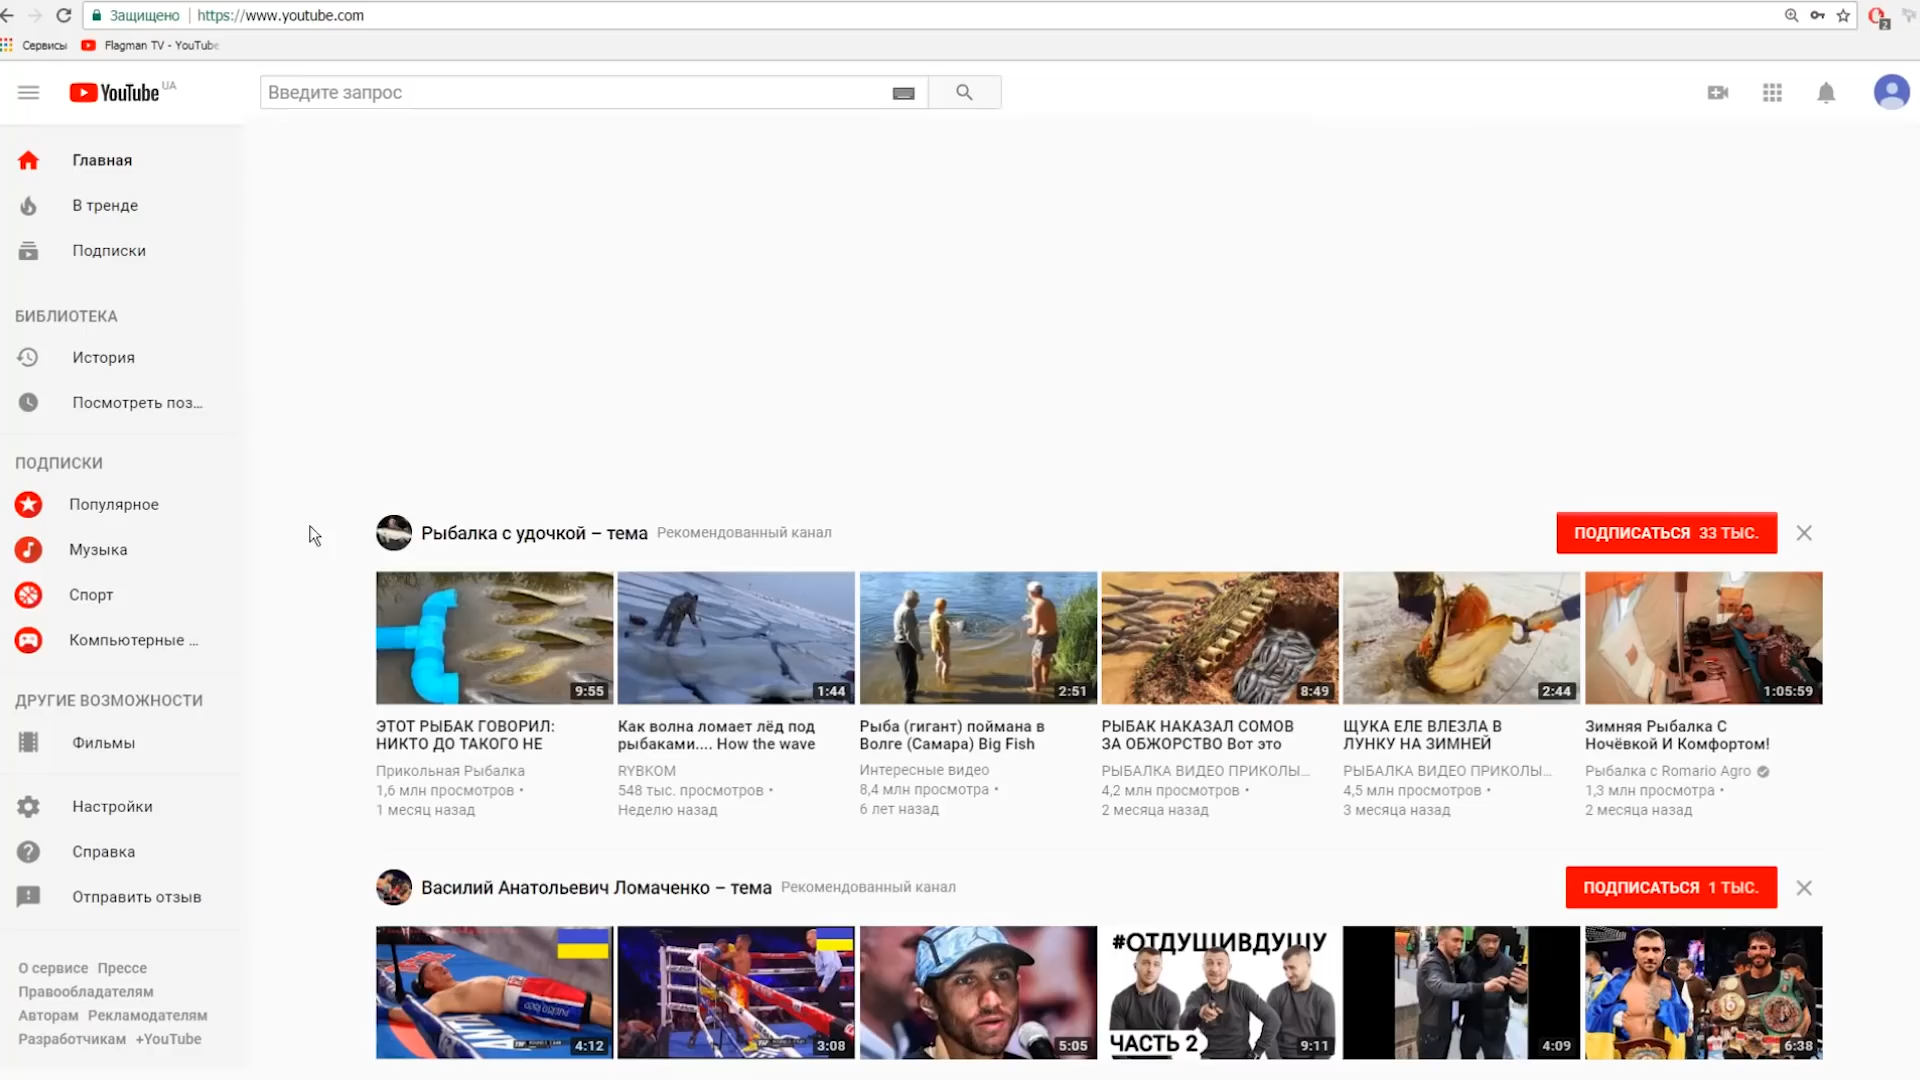 Защищено https://www.youtube.com
2
Сервисы Flagman TV - YouTube
YouTube UA
Введите запрос
Главная
В тренде
Подписки
БИБЛИОТЕКА
История
Посмотреть поз...
ПОДПИСКИ
Популярное
Музыка
Спорт
Компьютерные ...
ДРУГИЕ ВОЗМОЖНОСТИ
Фильмы
Настройки
Справка
Отправить отзыв
О сервисе Прессе
Правообладателям
Авторам Рекламодателям
Разработчикам +YouTube
Рыбалка с удочкой – тема Рекомендованный канал
ПОДПИСАТЬСЯ 33 ТЫС.
9:55
ЭТОТ РЫБАК ГОВОРИЛ:
НИКТО ДО ТАКОГО НЕ
Прикольная Рыбалка
1,6 млн просмотров •
1 месяц назад
1:44
Как волна ломает лёд под
рыбаками.... How the wave
RYBKOM
548 тыс. просмотров •
Неделю назад
2:51
Рыба (гигант) поймана в
Волге (Самара) Big Fish
Интересные видео
8,4 млн просмотра •
6 лет назад
8:49
РЫБАК НАКАЗАЛ СОМОВ
ЗА ОБЖОРСТВО Вот это
РЫБАЛКА ВИДЕО ПРИКОЛЫ...
4,2 млн просмотров •
2 месяца назад
2:44
ЩУКА ЕЛЕ ВЛЕЗЛА В
ЛУНКУ НА ЗИМНЕЙ
РЫБАЛКА ВИДЕО ПРИКОЛЫ...
4,5 млн просмотров •
3 месяца назад
1:05:59
Зимняя Рыбалка С
Ночёвкой И Комфортом!
Рыбалка с Romario Agro
1,3 млн просмотра •
2 месяца назад
Василий Анатольевич Ломаченко – тема Рекомендованный канал
ПОДПИСАТЬСЯ 1 ТЫС.
4:12
3:08
5:05
#ОТДУШИВДУШУ
ЧАСТЬ 2
9:11
4:09
6:38